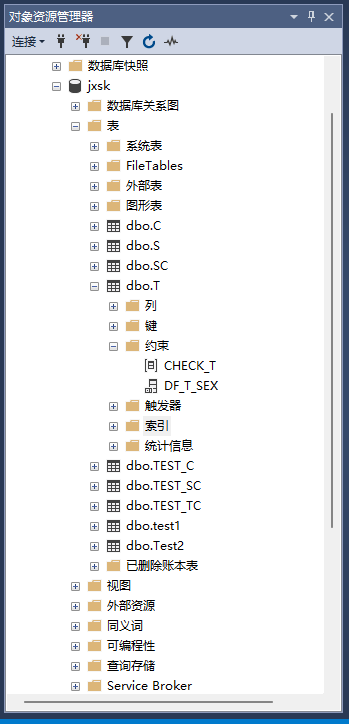 对象资源管理器
连接
数据库快照
jxsk
数据库关系图
表
系统表
FileTables
外部表
图形表
dbo.C
dbo.S
dbo.SC
dbo.T
列
键
约束
CHECK_T
DF_T_SEX
触发器
索引
统计信息
dbo.TEST_C
dbo.TEST_SC
dbo.TEST_TC
dbo.test1
dbo.Test2
已删除账本表
视图
外部资源
同义词
可编程性
查询存储
Service Broker